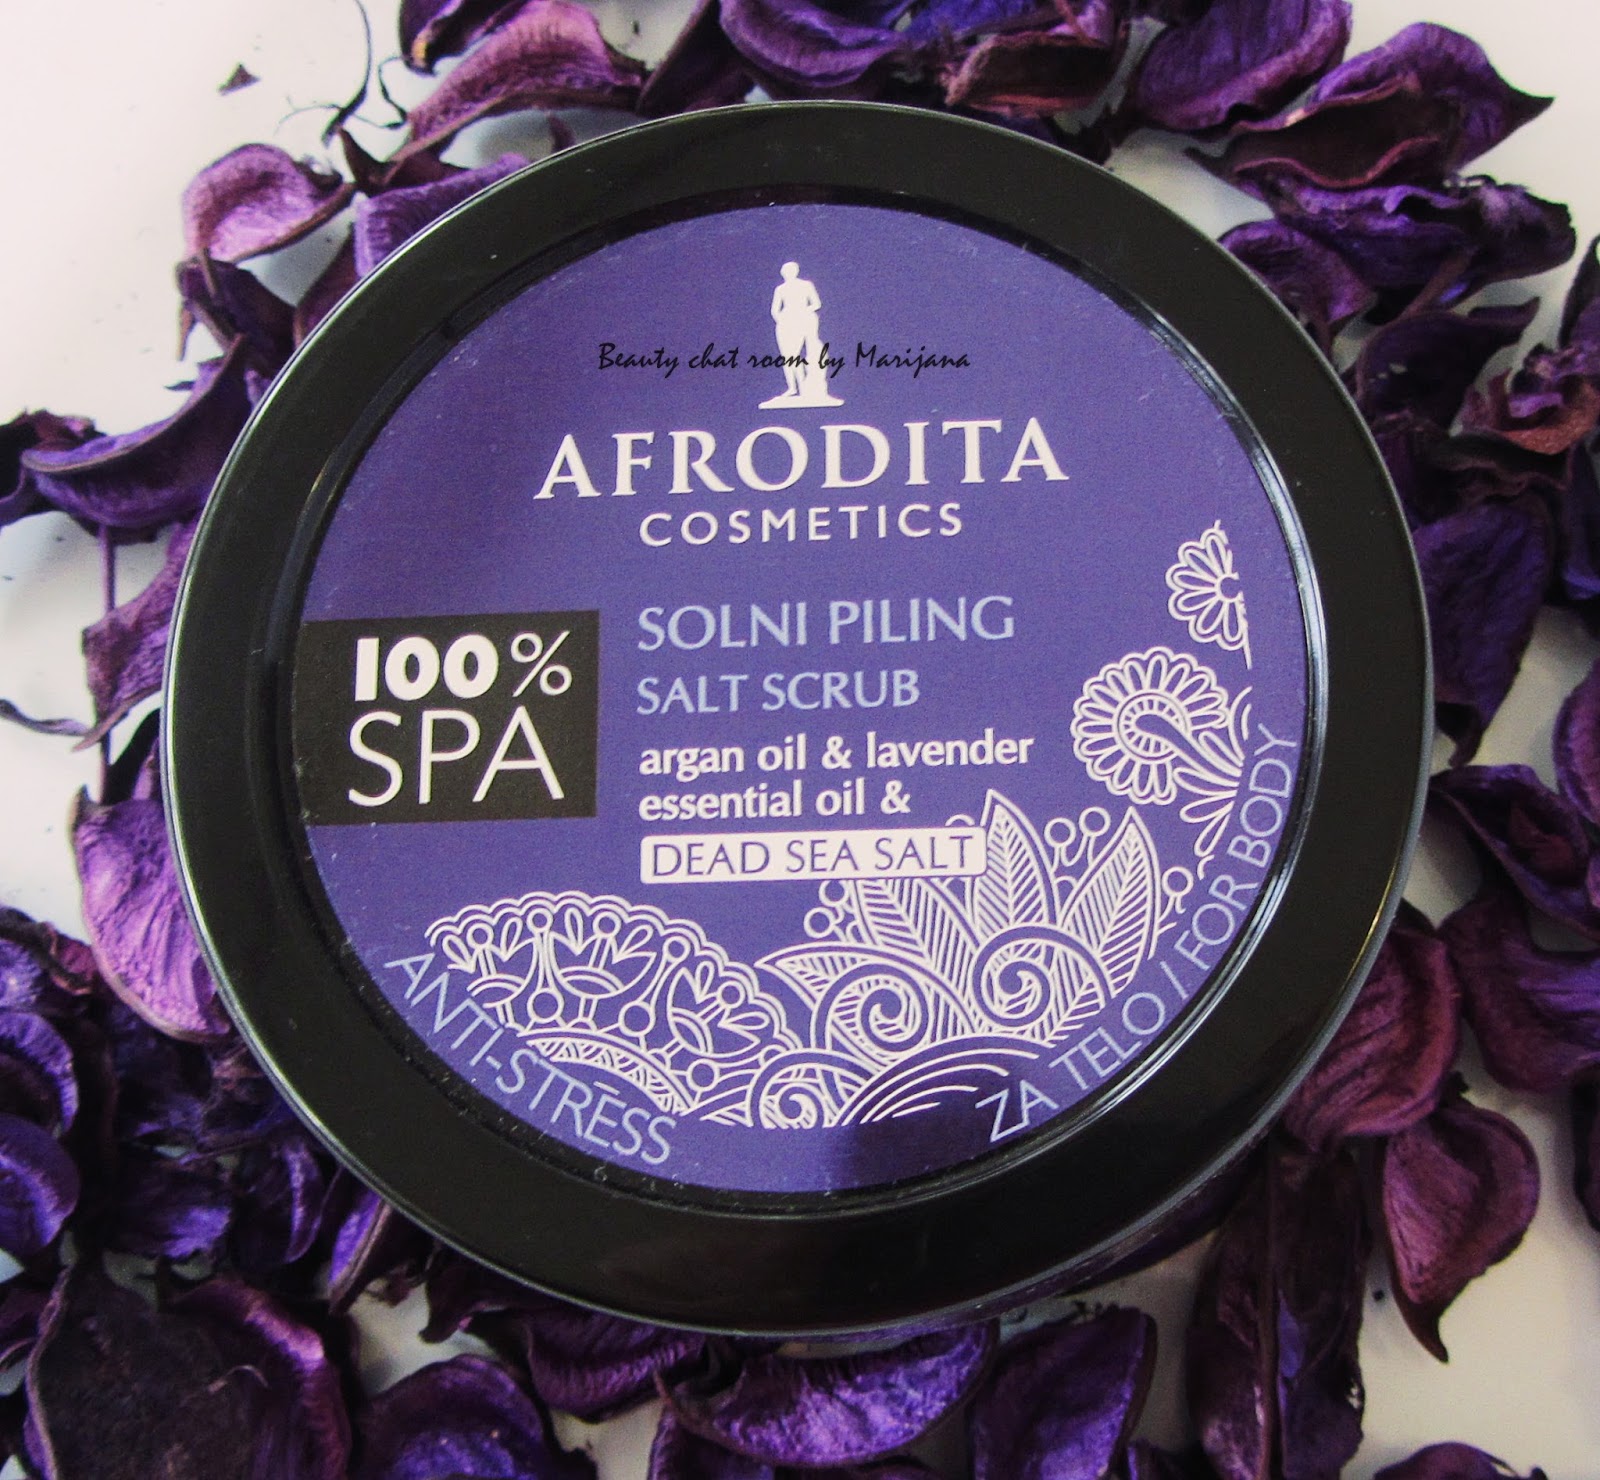 Beauty chat room by Marijana
AFRODITA
COSMETICS
100%
SPA
SOLNI PILING
SALT SCRUB
argan oil & lavender
essential oil &
DEAD SEA SALT
ANTI-STRESS
ZA TELO / FOR BODY